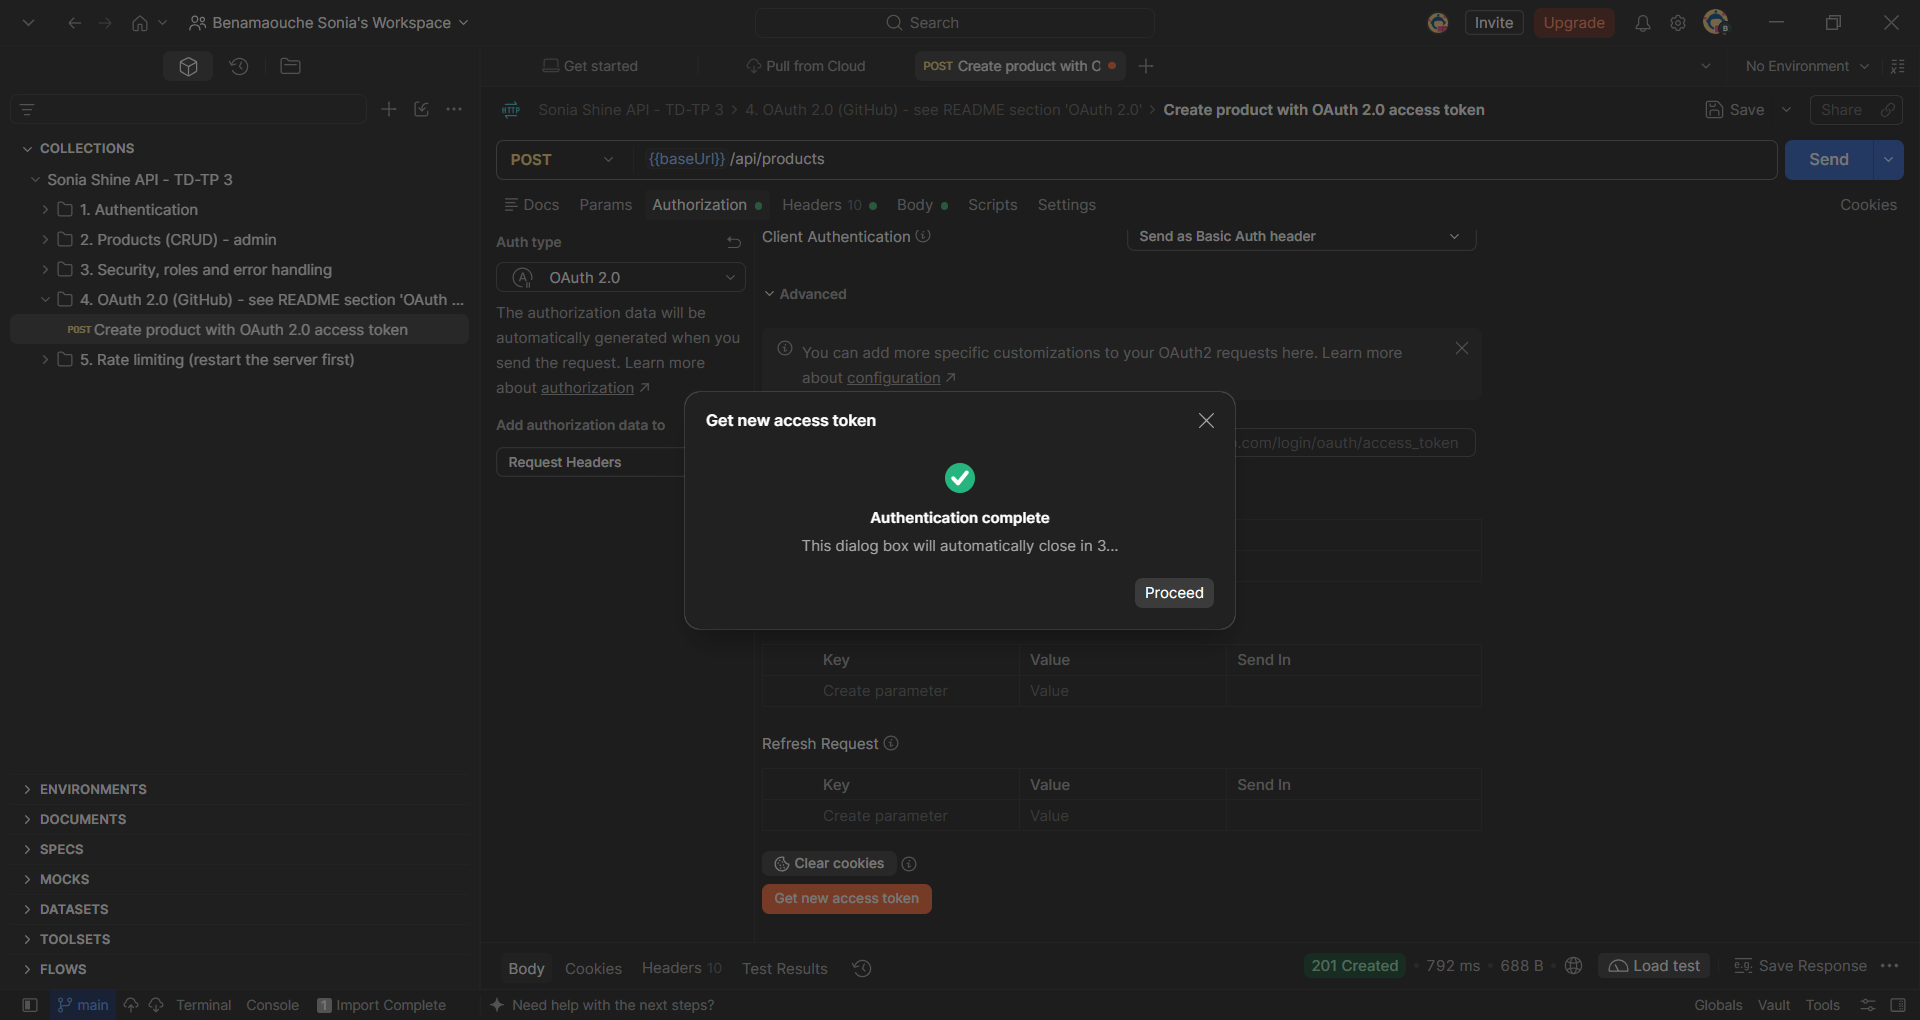 Benamaouche Sonia's Workspace
Search
Invite
Upgrade
Get started
Pull from Cloud
POST Create product with C
No Environment
HTTP
Sonia Shine API - TD-TP 3 > 4. OAuth 2.0 (GitHub) - see README section 'OAuth 2.0' > Create product with OAuth 2.0 access token
Save
Share
COLLECTIONS
Sonia Shine API - TD-TP 3
1. Authentication
2. Products (CRUD) - admin
3. Security, roles and error handling
4. OAuth 2.0 (GitHub) - see README section 'OAuth ...
POST Create product with OAuth 2.0 access token
5. Rate limiting (restart the server first)
ENVIRONMENTS
DOCUMENTS
SPECS
MOCKS
DATASETS
TOOLSETS
FLOWS
POST
{{baseUrl}} /api/products
Send
Docs
Params
Authorization
Headers 10
Body
Scripts
Settings
Cookies
Auth type
OAuth 2.0
The authorization data will be
automatically generated when you
send the request. Learn more
about authorization
Add authorization data to
Request Headers
Client Authentication
Send as Basic Auth header
Advanced
You can add more specific customizations to your OAuth2 requests here. Learn more
about configuration
.com/login/oauth/access_token
Get new access token
Authentication complete
This dialog box will automatically close in 3...
Proceed
Key Value Send In
Create parameter Value
Refresh Request
Key Value Send In
Create parameter Value
Clear cookies
Get new access token
Body
Cookies
Headers 10
Test Results
201 Created
792 ms
688 B
Load test
e.g. Save Response
main
Terminal
Console
1 Import Complete
Need help with the next steps?
Globals
Vault
Tools